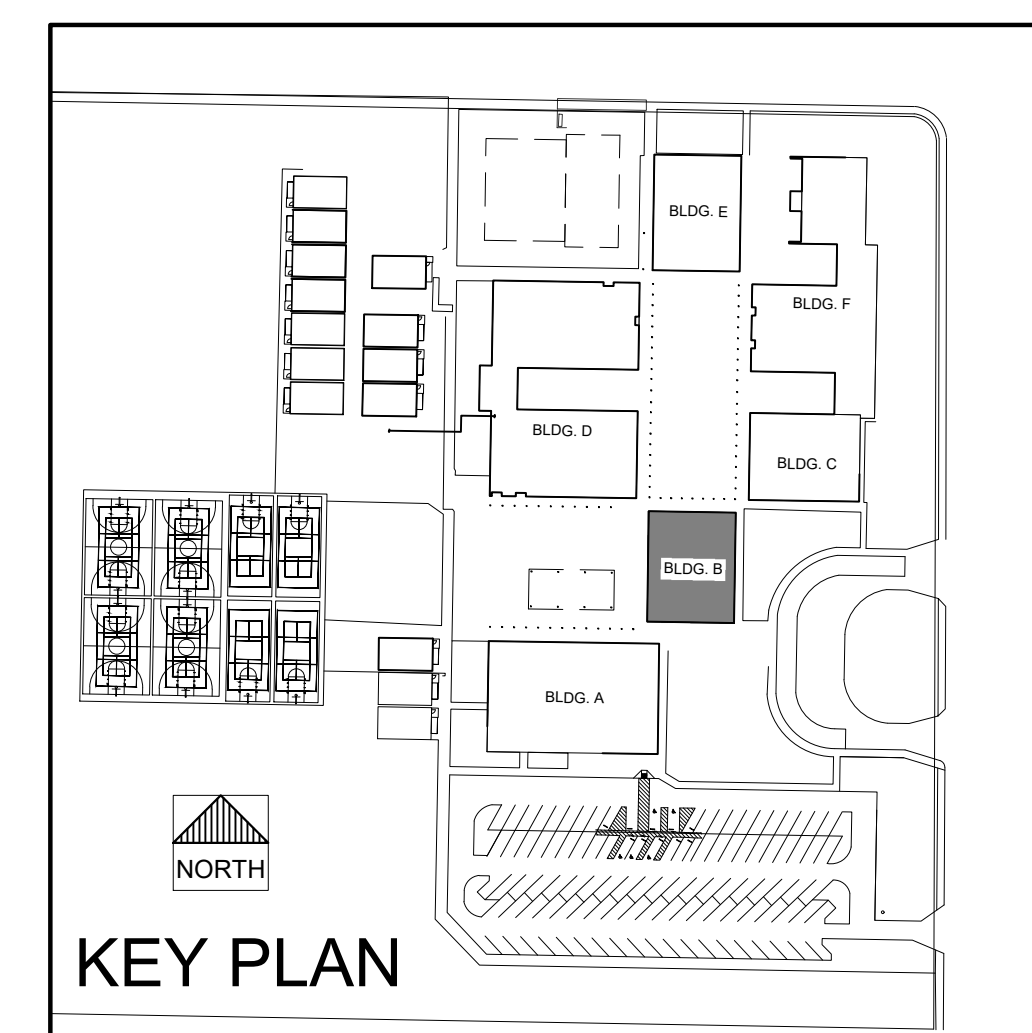 BLDG. E
BLDG. F
BLDG. D
BLDG. C
BLDG. B
BLDG. A
NORTH
KEY PLAN